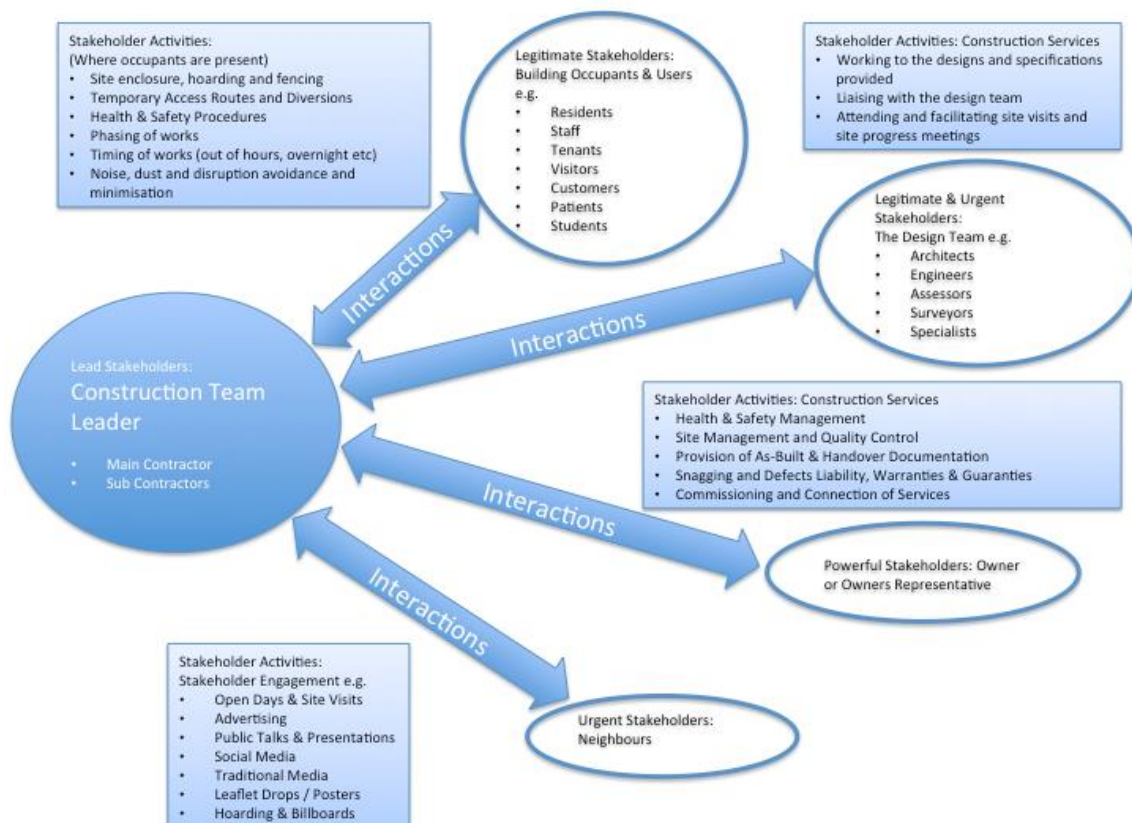 Stakeholder Activities:
(Where occupants are present)
• Site enclosure, hoarding and fencing
• Temporary Access Routes and Diversions
• Health & Safety Procedures
• Phasing of works
• Timing of works (out of hours, overnight etc)
• Noise, dust and disruption avoidance and
minimisation
Legitimate Stakeholders:
Building Occupants & Users
e.g.
• Residents
• Staff
• Tenants
• Visitors
• Customers
• Patients
• Students
Stakeholder Activities: Construction Services
• Working to the designs and specifications
provided
• Liaising with the design team
• Attending and facilitating site visits and
site progress meetings
Legitimate & Urgent
Stakeholders:
The Design Team e.g.
• Architects
• Engineers
• Assessors
• Surveyors
• Specialists
Interactions
Interactions
Lead Stakeholders:
Construction Team
Leader
• Main Contractor
• Sub Contractors
Stakeholder Activities: Construction Services
• Health & Safety Management
• Site Management and Quality Control
• Provision of As-Built & Handover Documentation
• Snagging and Defects Liability, Warranties & Guaranties
• Commissioning and Connection of Services
Interactions
Powerful Stakeholders: Owner
or Owners Representative
Interactions
Stakeholder Activities:
Stakeholder Engagement e.g.
• Open Days & Site Visits
• Advertising
• Public Talks & Presentations
• Social Media
• Traditional Media
• Leaflet Drops / Posters
• Hoarding & Billboards
Urgent Stakeholders:
Neighbours